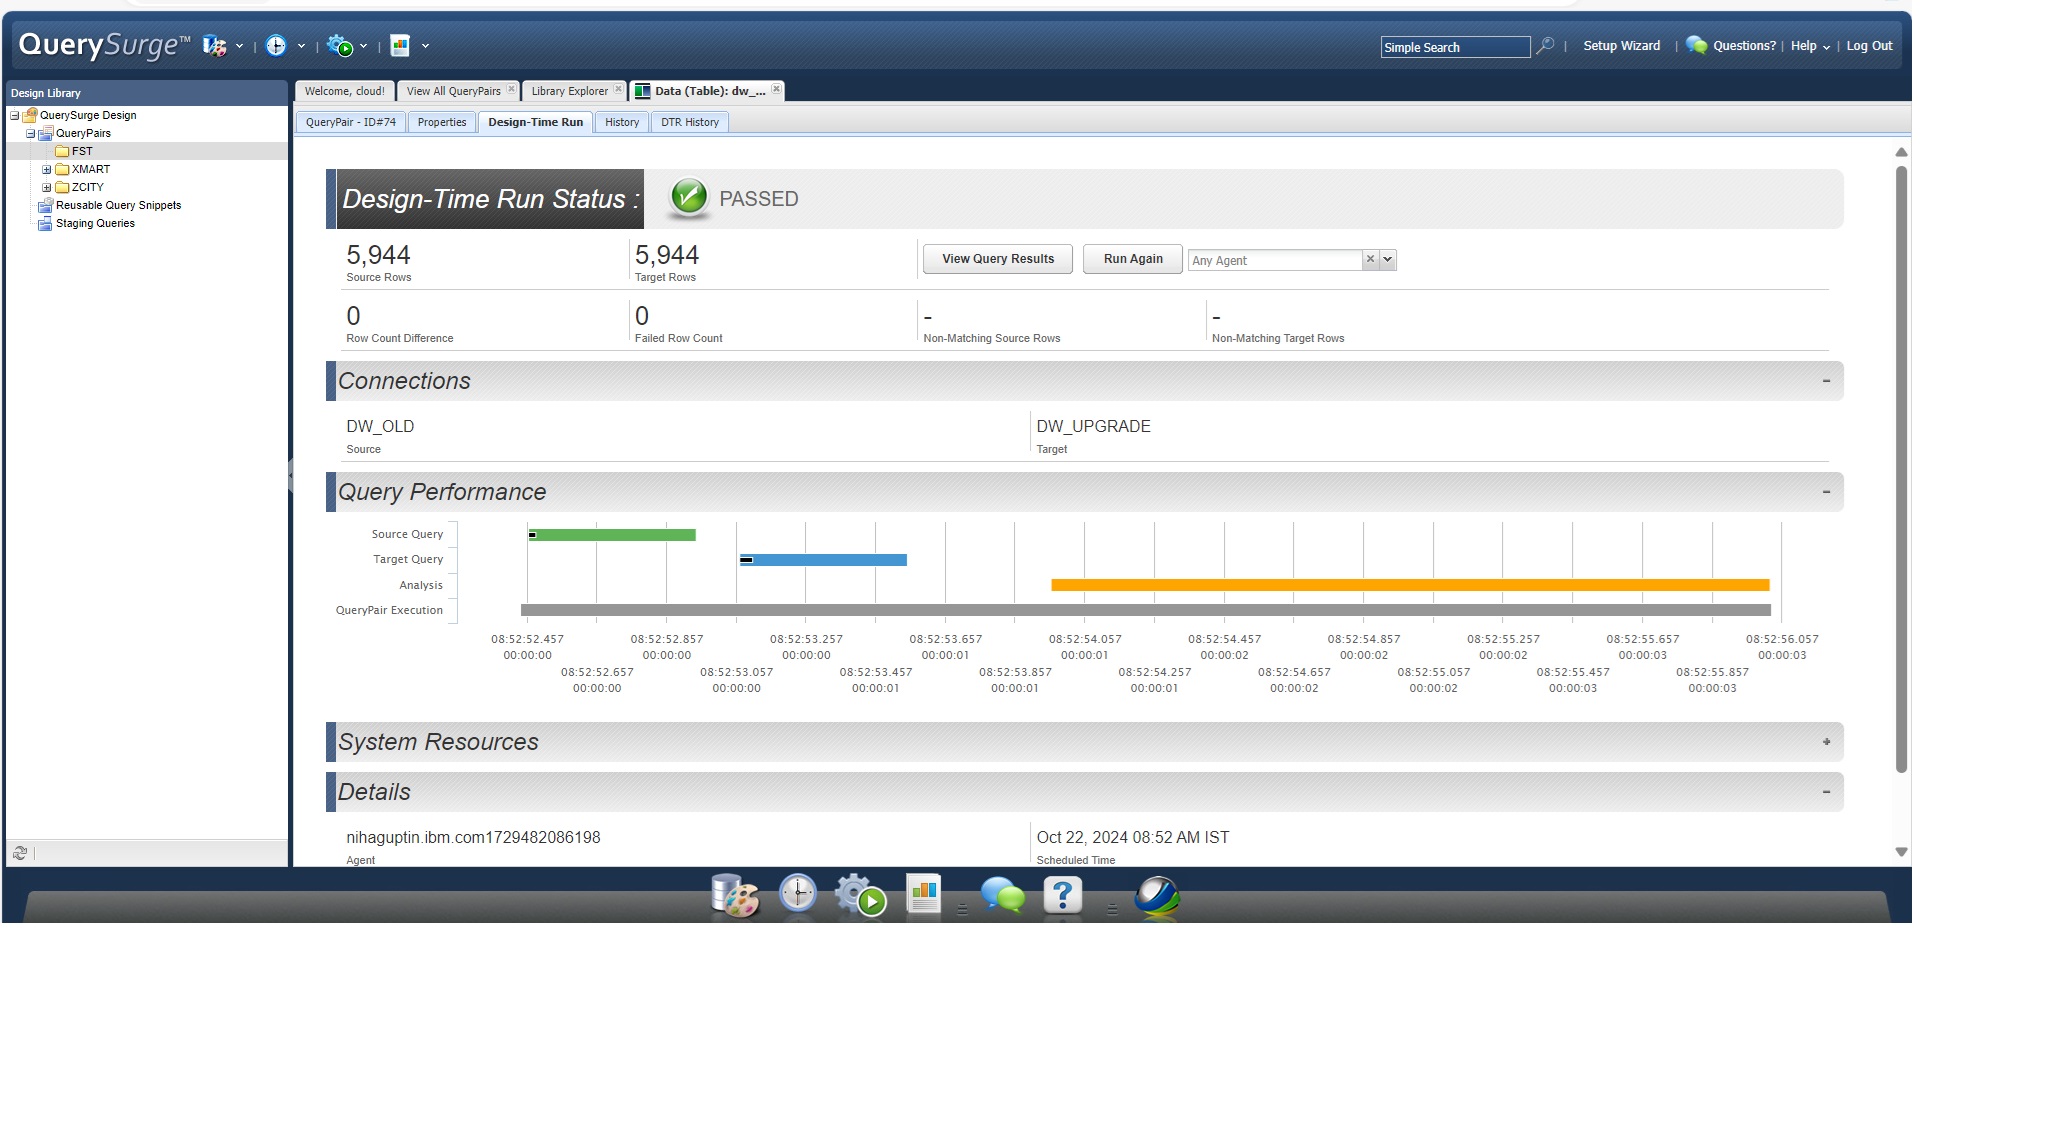 QuerySurge™
Simple Search
Setup Wizard
Questions?
Help
Log Out
Design Library
QuerySurge Design
QueryPairs
FST
XMART
ZCITY
Reusable Query Snippets
Staging Queries
Welcome, cloud!
View All QueryPairs
Library Explorer
Data (Table): dw_...
QueryPair - ID#74
Properties
Design-Time Run
History
DTR History
Design-Time Run Status :
PASSED
5,944
Source Rows
5,944
Target Rows
View Query Results
Run Again
Any Agent
0
Row Count Difference
0
Failed Row Count
-
Non-Matching Source Rows
-
Non-Matching Target Rows
Connections
DW_OLD
Source
DW_UPGRADE
Target
Query Performance
Source Query
Target Query
Analysis
QueryPair Execution
08:52:52.457 08:52:52.857 08:52:53.257 08:52:53.657 08:52:54.057 08:52:54.457 08:52:54.857 08:52:55.257 08:52:55.657 08:52:56.057
00:00:00 00:00:00 00:00:00 00:00:01 00:00:01 00:00:02 00:00:02 00:00:02 00:00:03 00:00:03
08:52:52.657 08:52:53.057 08:52:53.457 08:52:53.857 08:52:54.257 08:52:54.657 08:52:55.057 08:52:55.457 08:52:55.857
00:00:00 00:00:00 00:00:01 00:00:01 00:00:01 00:00:02 00:00:02 00:00:03 00:00:03
System Resources
Details
nihaguptin.ibm.com1729482086198
Agent
Oct 22, 2024 08:52 AM IST
Scheduled Time